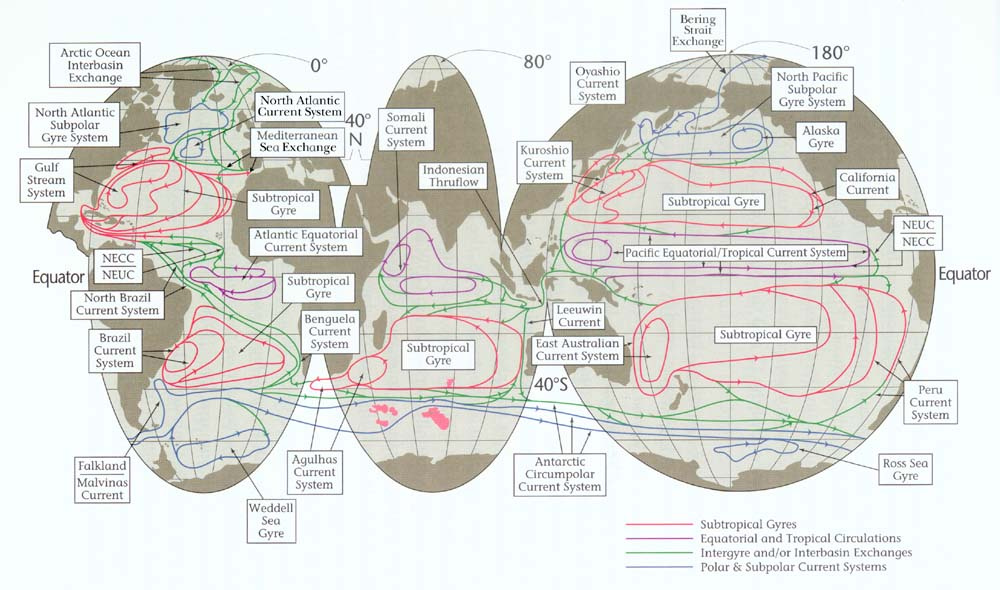 Bering
Strait
Exchange
Arctic Ocean
Interbasin
Exchange
0°
80°
180°
Oyashio
Current
System
North Pacific
Subpolar
Gyre System
North Atlantic
Subpolar
Gyre System
North Atlantic
Current System
40°
N
Somali
Current
System
Alaska
Gyre
Mediterranean
Sea Exchange
Gulf
Stream
System
Indonesian
Thruflow
Kuroshio
Current
System
California
Current
Subtropical
Gyre
Subtropical Gyre
Atlantic Equatorial
Current System
NEUC
NECC
NECC
NEUC
Pacific Equatorial/Tropical Current System
Equator
Equator
Subtropical
Gyre
North Brazil
Current System
Benguela
Current
System
Leeuwin
Current
Brazil
Current
System
Subtropical
Gyre
East Australian
Current System
Subtropical Gyre
40°S
Peru
Current
System
Falkland
Malvinas
Current
Agulhas
Current
System
Antarctic
Circumpolar
Current System
Ross Sea
Gyre
Weddell
Sea
Gyre
Subtropical Gyres
Equatorial and Tropical Circulations
Intergyre and/or Interbasin Exchanges
Polar & Subpolar Current Systems